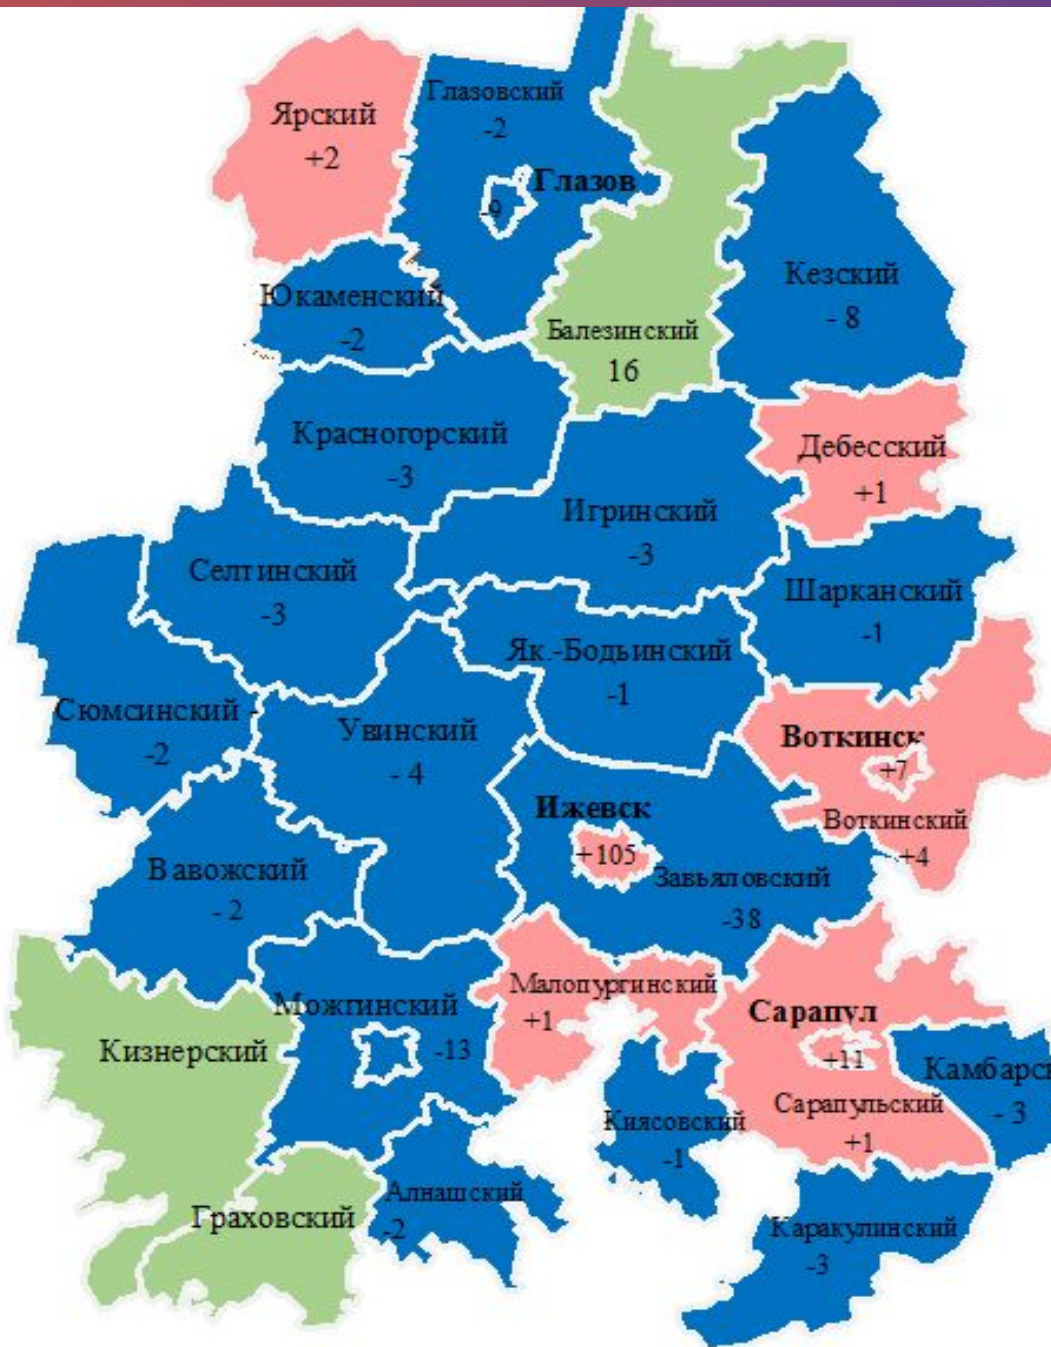 Глазовский
-2
Ярский
+2
Глазов
-9
Кезский
- 8
Юкаменский
-2
Балезинский
16
Красногорский
-3
Дебесский
+1
Игринский
-3
Селтинский
-3
Шарканский
-1
Як.-Бодьинский
-1
Сюмсинский -
-2
Увинский
- 4
Воткинск
+7
Ижевск
+105
Воткинский
+4
Вавожский
- 2
Завьяловский
-38
Малопургинский
+1
Можгинский
-13
Сарапул
+11
Кизнерский
Камбарск
- 3
Сарапульский
+1
Киясовский
-1
Алнашский
-2
Граховский
Каракулинский
-3